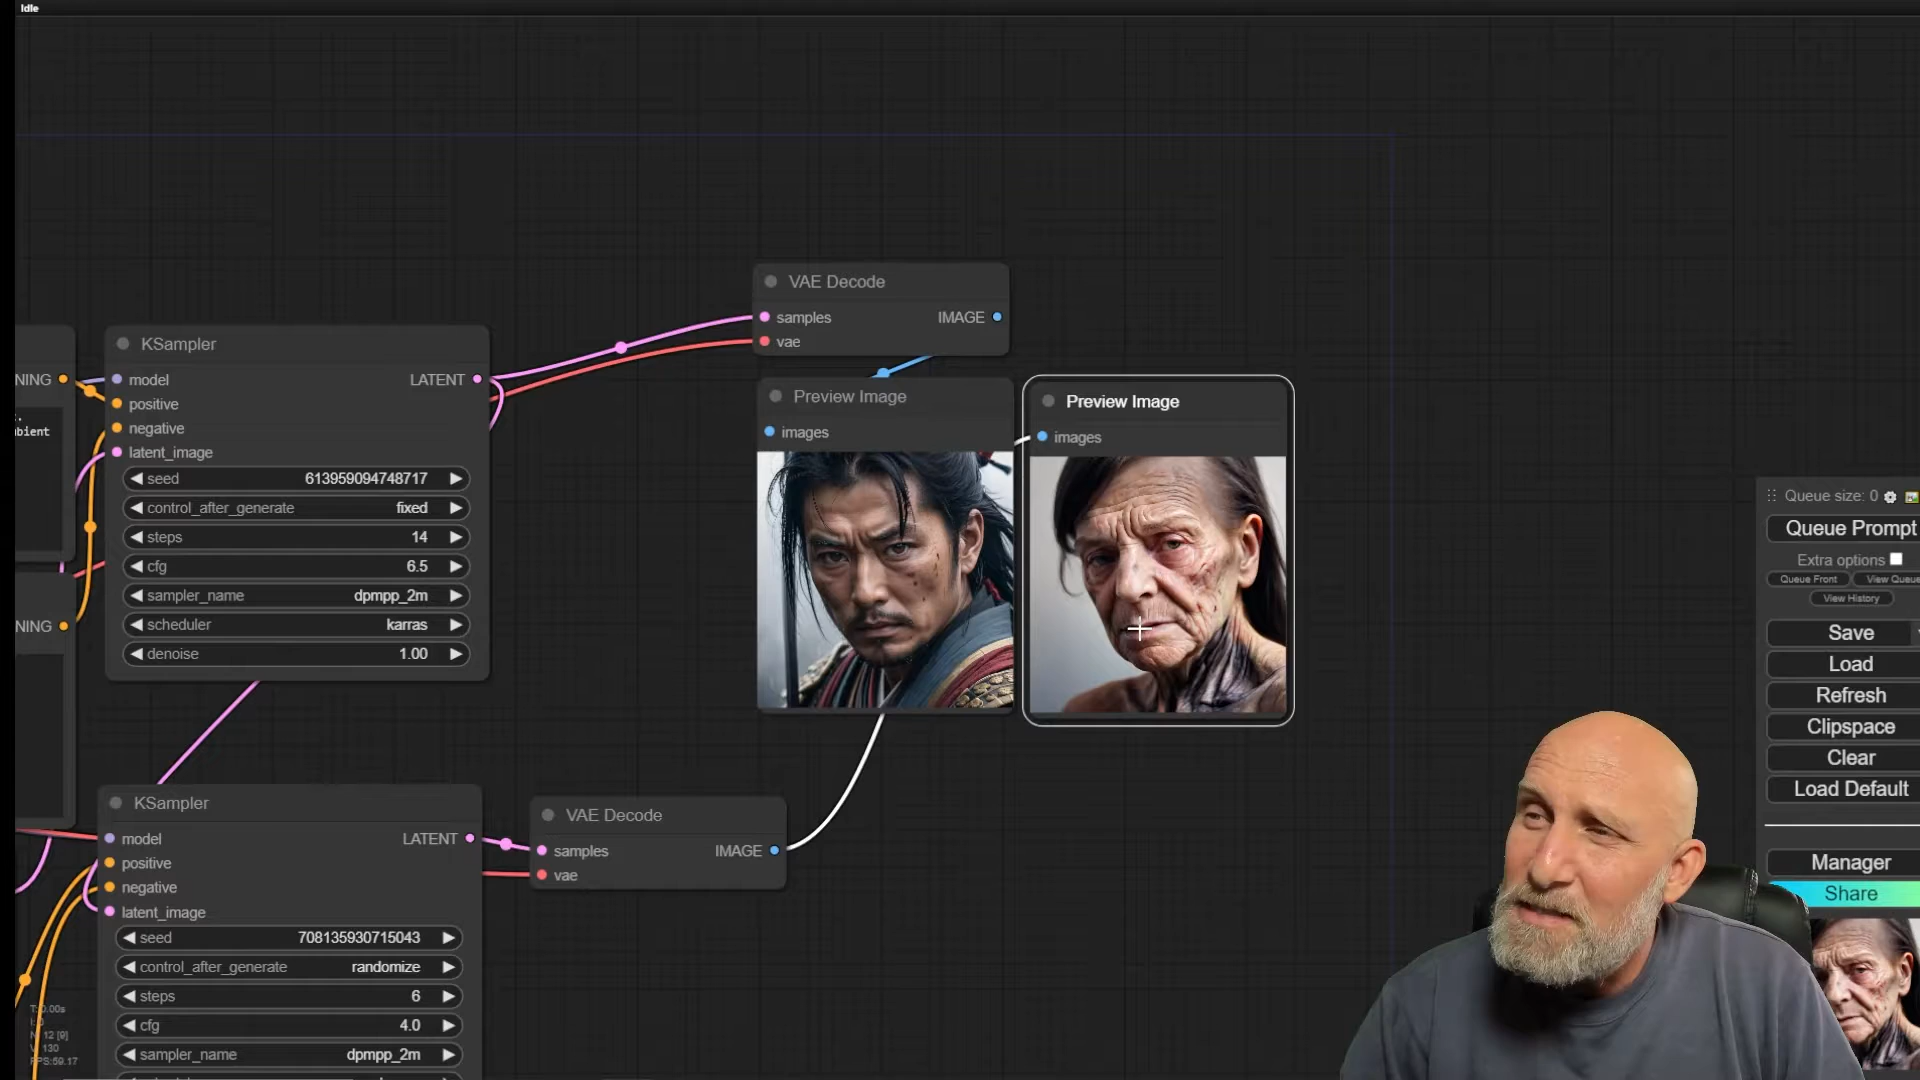 Idle
VAE Decode
samples
IMAGE
vae
KSampler
NING
model
LATENT
positive
negative
latent_image
seed
613959094748717
control_after_generate
fixed
steps
14
cfg
6.5
sampler_name
dpmpp_2m
scheduler
karras
denoise
1.00
NING
Preview Image
images
Preview Image
images
Queue size: 0
Queue Prompt
Extra options
Queue Front
View Queue
View History
Save
Load
Refresh
Clipspace
Clear
Load Default
Manager
Share
KSampler
model
LATENT
positive
negative
latent_image
seed
708135930715043
control_after_generate
randomize
steps
6
cfg
4.0
sampler_name
dpmpp_2m
VAE Decode
samples
IMAGE
vae